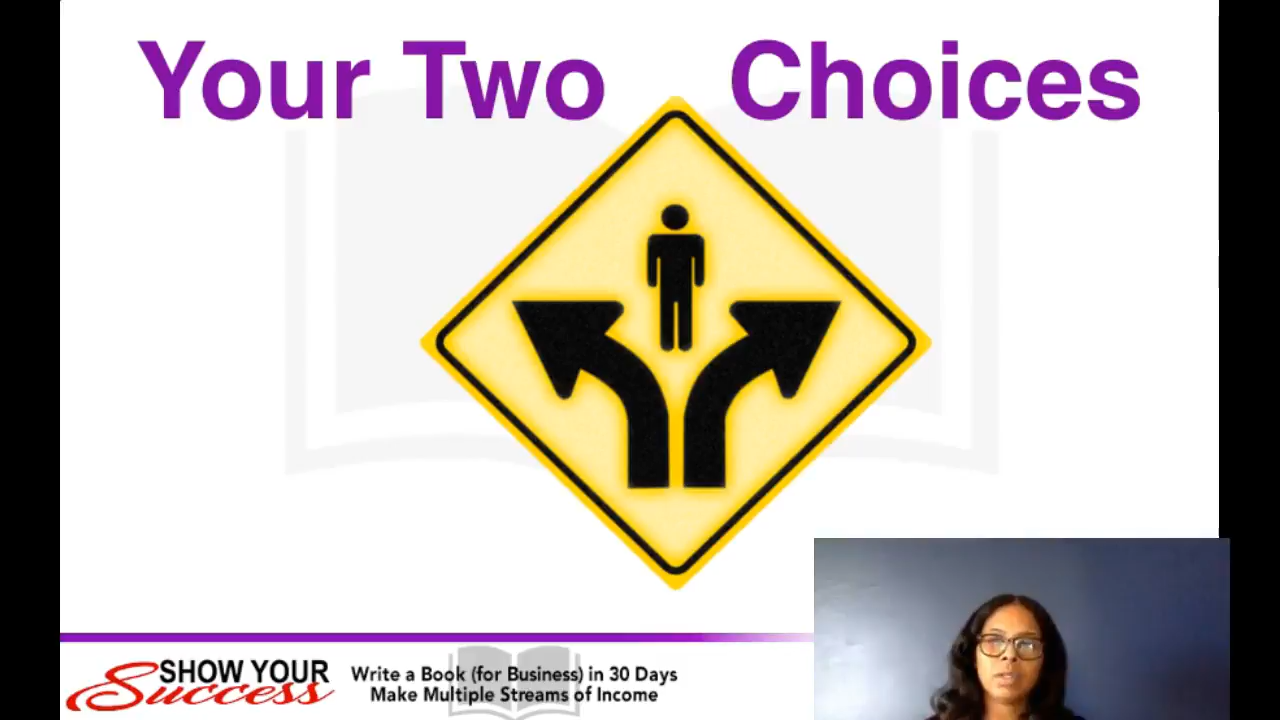 Your Two Choices
SHOW YOUR
Success
Write a Book (for Business) in 30 Days
Make Multiple Streams of Income